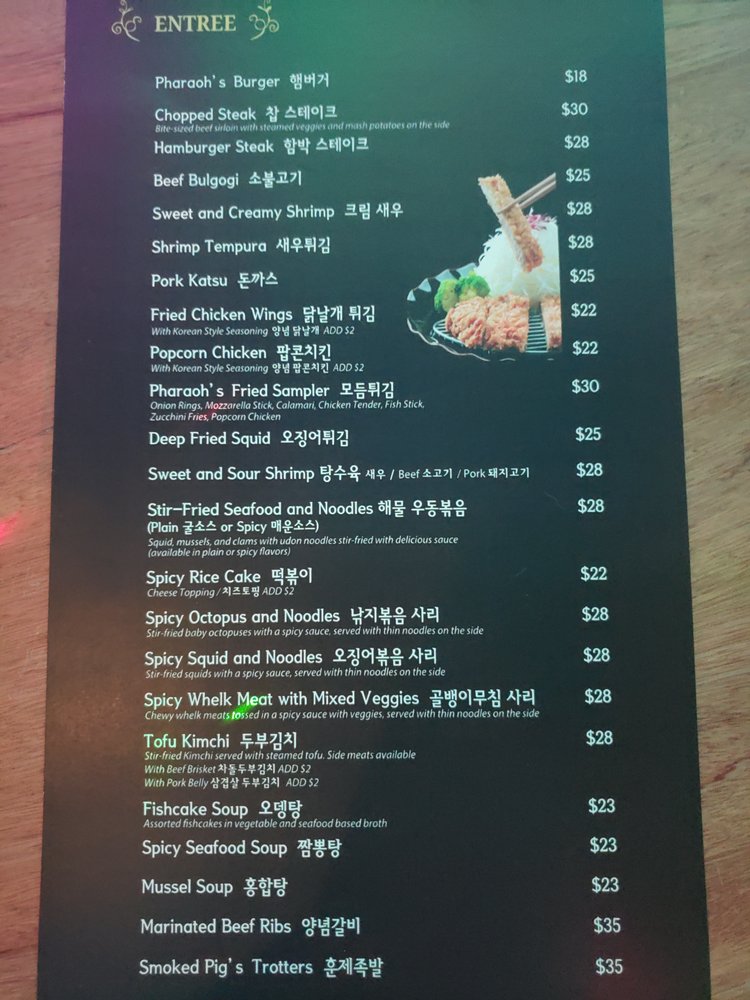 ENTREE
Pharaoh's Burger 햄버거 $18
Chopped Steak 찹 스테이크 $30
Bite-sized beef sirloin with steamed veggies and mash potatoes on the side
Hamburger Steak 함박 스테이크 $28
Beef Bulgogi 소불고기 $25
Sweet and Creamy Shrimp 크림 새우 $28
Shrimp Tempura 새우튀김 $28
Pork Katsu 돈까스 $25
Fried Chicken Wings 닭날개 튀김 $22
With Korean Style Seasoning 양념 닭날개 ADD $2
Popcorn Chicken 팝콘치킨 $22
With Korean Style Seasoning 양념 팝콘치킨 ADD $2
Pharaoh's Fried Sampler 모듬튀김 $30
Onion Rings, Mozzarella Stick, Calamari, Chicken Tender, Fish Stick,
Zucchini Fries, Popcorn Chicken
Deep Fried Squid 오징어튀김 $25
Sweet and Sour Shrimp 탕수육 새우 / Beef 소고기 / Pork 돼지고기 $28
Stir-Fried Seafood and Noodles 해물 우동볶음 $28
(Plain 굴소스 or Spicy 매운소스)
Squid, mussels, and clams with udon noodles stir-fried with delicious sauce
(available in plain or spicy flavors)
Spicy Rice Cake 떡볶이 $22
Cheese Topping / 치즈토핑 ADD $2
Spicy Octopus and Noodles 낚지볶음 사리 $28
Stir-fried baby octopuses with a spicy sauce, served with thin noodles on the side
Spicy Squid and Noodles 오징어볶음 사리 $28
Stir-fried squids with a spicy sauce, served with thin noodles on the side
Spicy Whelk Meat with Mixed Veggies 골뱅이무침 사리 $28
Chewy whelk meats tossed in a spicy sauce with veggies, served with thin noodles on the side
Tofu Kimchi 두부김치 $28
Stir-fried Kimchi served with steamed tofu. Side meats available
With Beef Brisket 차돌두부김치 ADD $2
With Pork Belly 삼겹살 두부김치 ADD $2
Fishcake Soup 오뎅탕 $23
Assorted fishcakes in vegetable and seafood based broth
Spicy Seafood Soup 짬뽕탕 $23
Mussel Soup 홍합탕 $23
Marinated Beef Ribs 양념갈비 $35
Smoked Pig's Trotters 훈제족발 $35